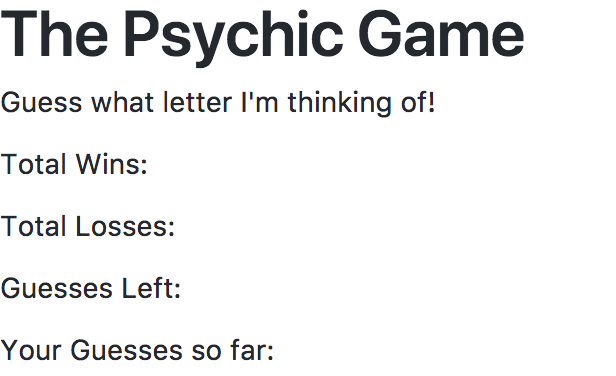 The Psychic Game
Guess what letter I'm thinking of!
Total Wins:
Total Losses:
Guesses Left:
Your Guesses so far: